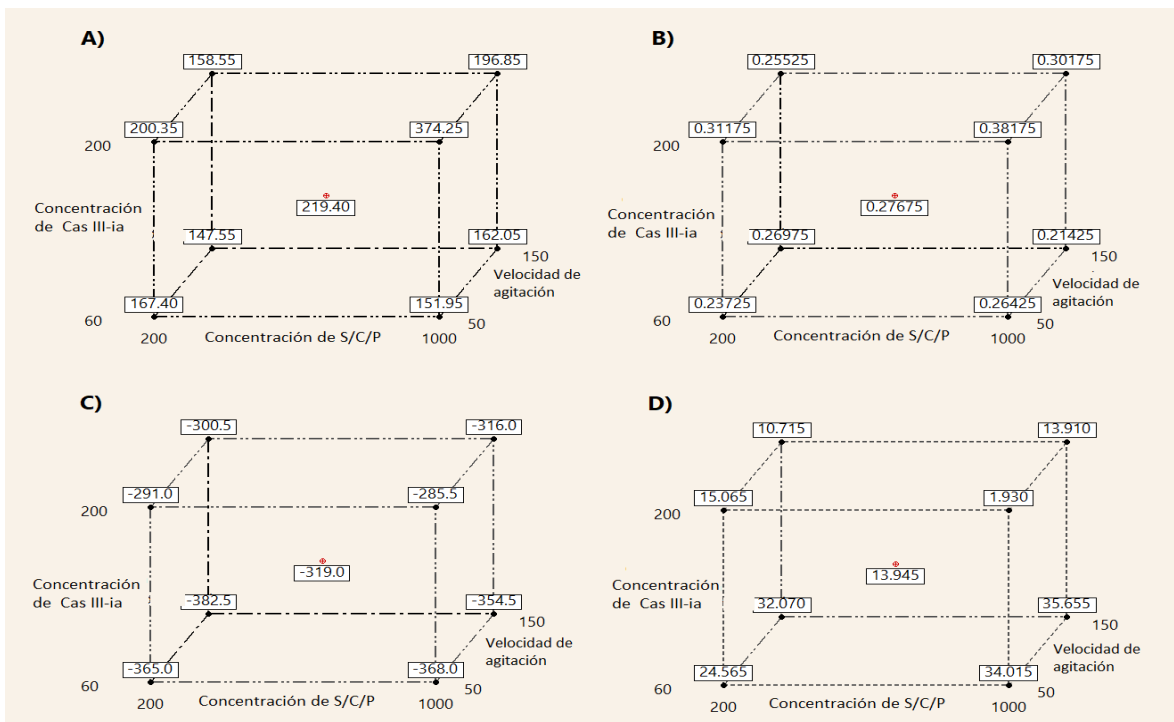 A)
158.55
196.85
200.35
374.25
200
219.40
Concentración
de Cas III-ia
147.55
162.05
150
Velocidad de
agitación
167.40
151.95
60
50
200
Concentración de S/C/P
1000
B)
0.25525
0.30175
0.31175
0.38175
200
0.27675
Concentración
de Cas III-ia
0.26975
0.21425
150
Velocidad de
agitación
0.23725
0.26425
60
50
200
Concentración de S/C/P
1000
C)
-300.5
-316.0
-291.0
-285.5
200
-319.0
Concentración
de Cas III-ia
-382.5
-354.5
150
Velocidad de
agitación
-365.0
-368.0
60
50
200
Concentración de S/C/P
1000
D)
10.715
13.910
15.065
1.930
200
13.945
Concentración
de Cas III-ia
32.070
35.655
150
Velocidad de
agitación
24.565
34.015
60
50
200
Concentración de S/C/P
1000